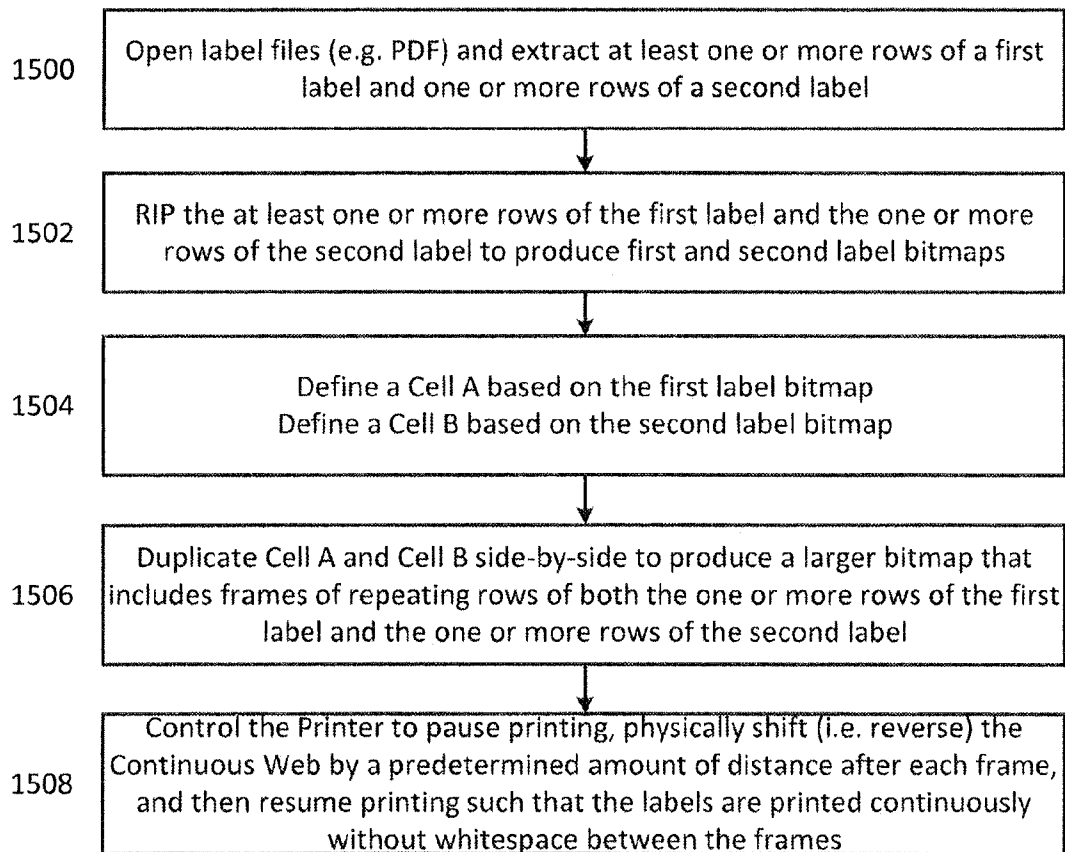 1500
Open label files (e.g. PDF) and extract at least one or more rows of a first
label and one or more rows of a second label
1502
RIP the at least one or more rows of the first label and the one or more
rows of the second label to produce first and second label bitmaps
1504
Define a Cell A based on the first label bitmap
Define a Cell B based on the second label bitmap
1506
Duplicate Cell A and Cell B side-by-side to produce a larger bitmap that
includes frames of repeating rows of both the one or more rows of the first
label and the one or more rows of the second label
1508
Control the Printer to pause printing, physically shift (i.e. reverse) the
Continuous Web by a predetermined amount of distance after each frame,
and then resume printing such that the labels are printed continuously
without whitespace between the frames